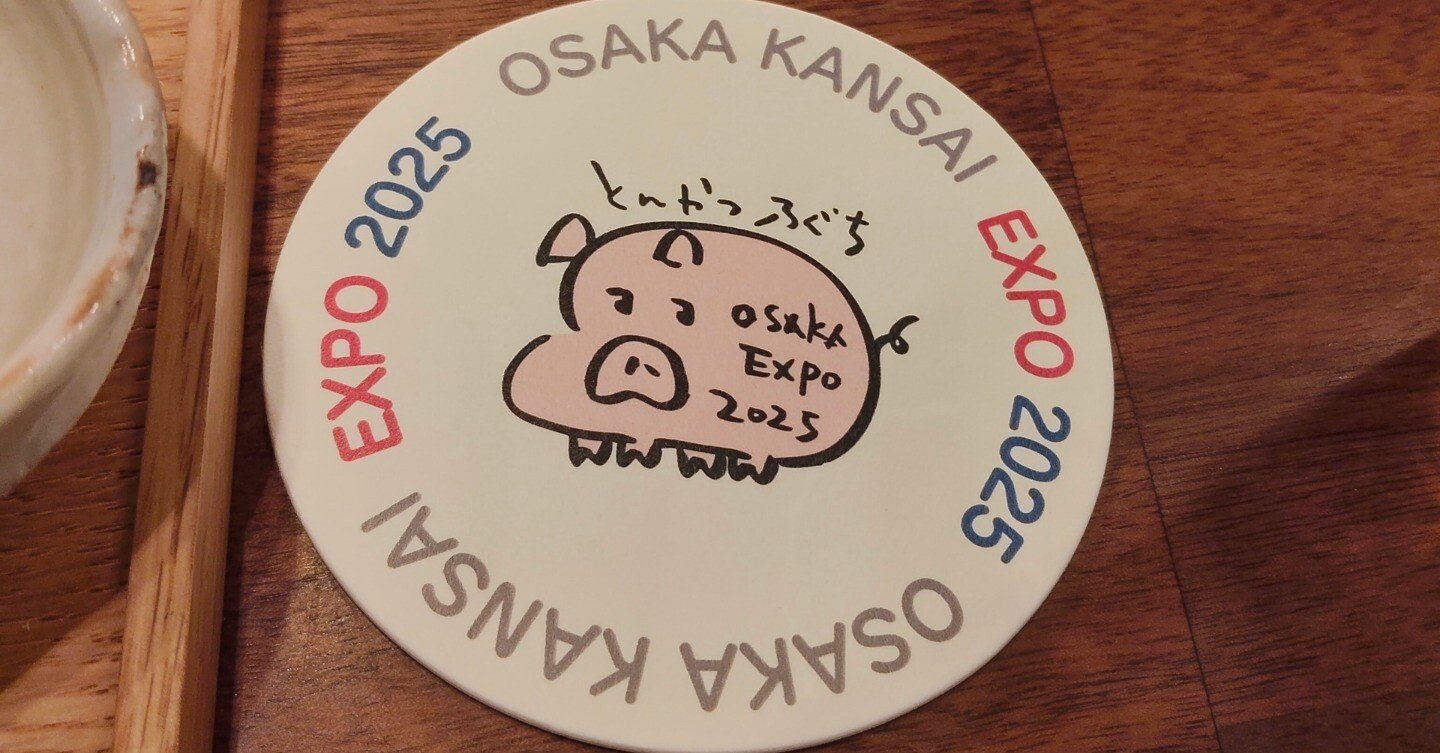 OSAKA KANSAI
EXPO 2025
とんかつ ふぐち
osaka
Expo
2025
EXPO 2025
OSAKA KANSAI